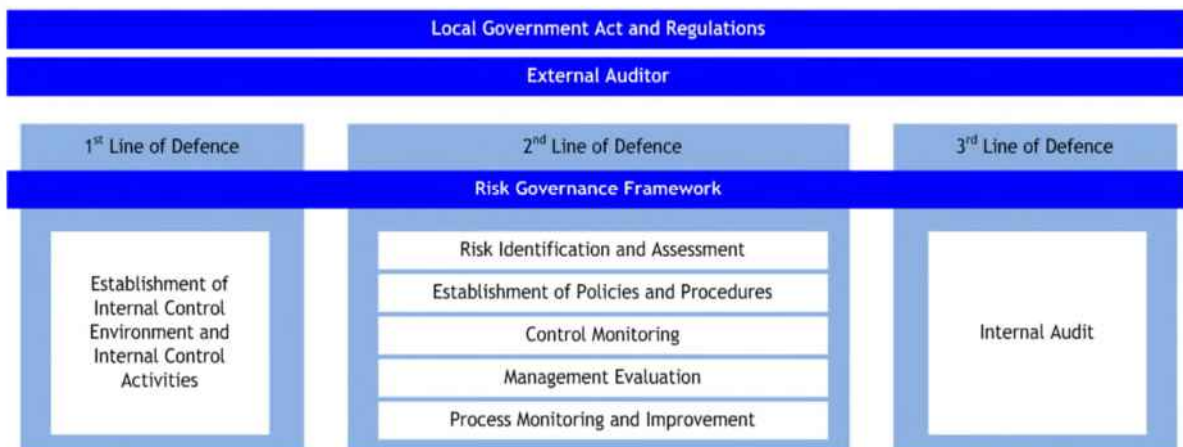 Local Government Act and Regulations
External Auditor
1st Line of Defence
2nd Line of Defence
3rd Line of Defence
Risk Governance Framework
Establishment of
Internal Control
Environment and
Internal Control
Activities
Risk Identification and Assessment
Establishment of Policies and Procedures
Control Monitoring
Management Evaluation
Process Monitoring and Improvement
Internal Audit